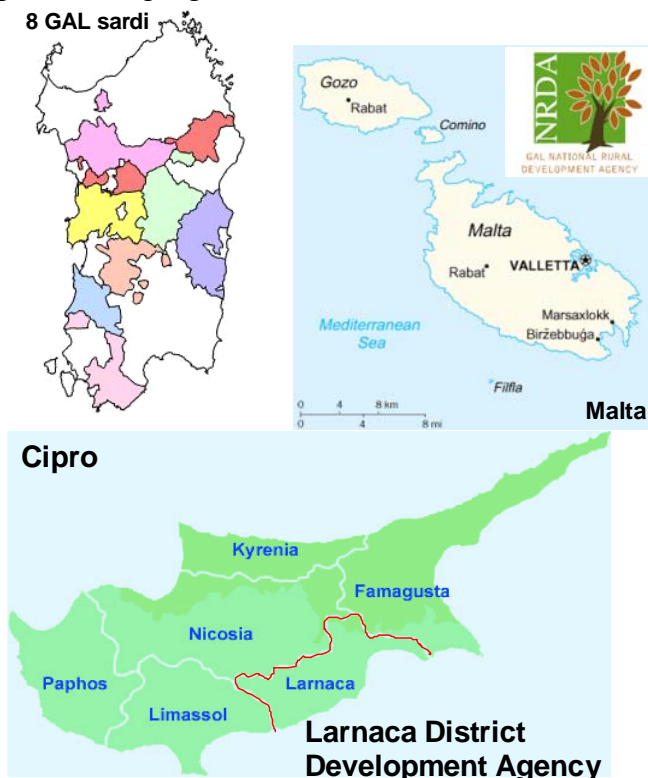 8 GAL sardi
Gozo
Rabat
Comino
NRDA
GAL NATIONAL RURAL
DEVELOPMENT AGENCY
Malta
Rabat
VALLETTA
Marsaxlokk
Biržebbuġa
Mediterranean
Sea
Filfla
0 4 8 km
0 4 8 mi
Malta
Cipro
Kyrenia
Famagusta
Nicosia
Paphos
Larnaca
Limassol
Larnaca District
Development Agency